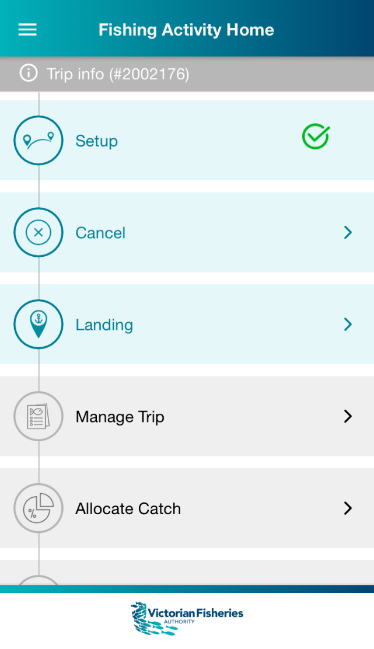 Fishing Activity Home
Trip info (#2002176)
Setup
Cancel
Landing
Manage Trip
% Allocate Catch
Victorian Fisheries
AUTHORITY